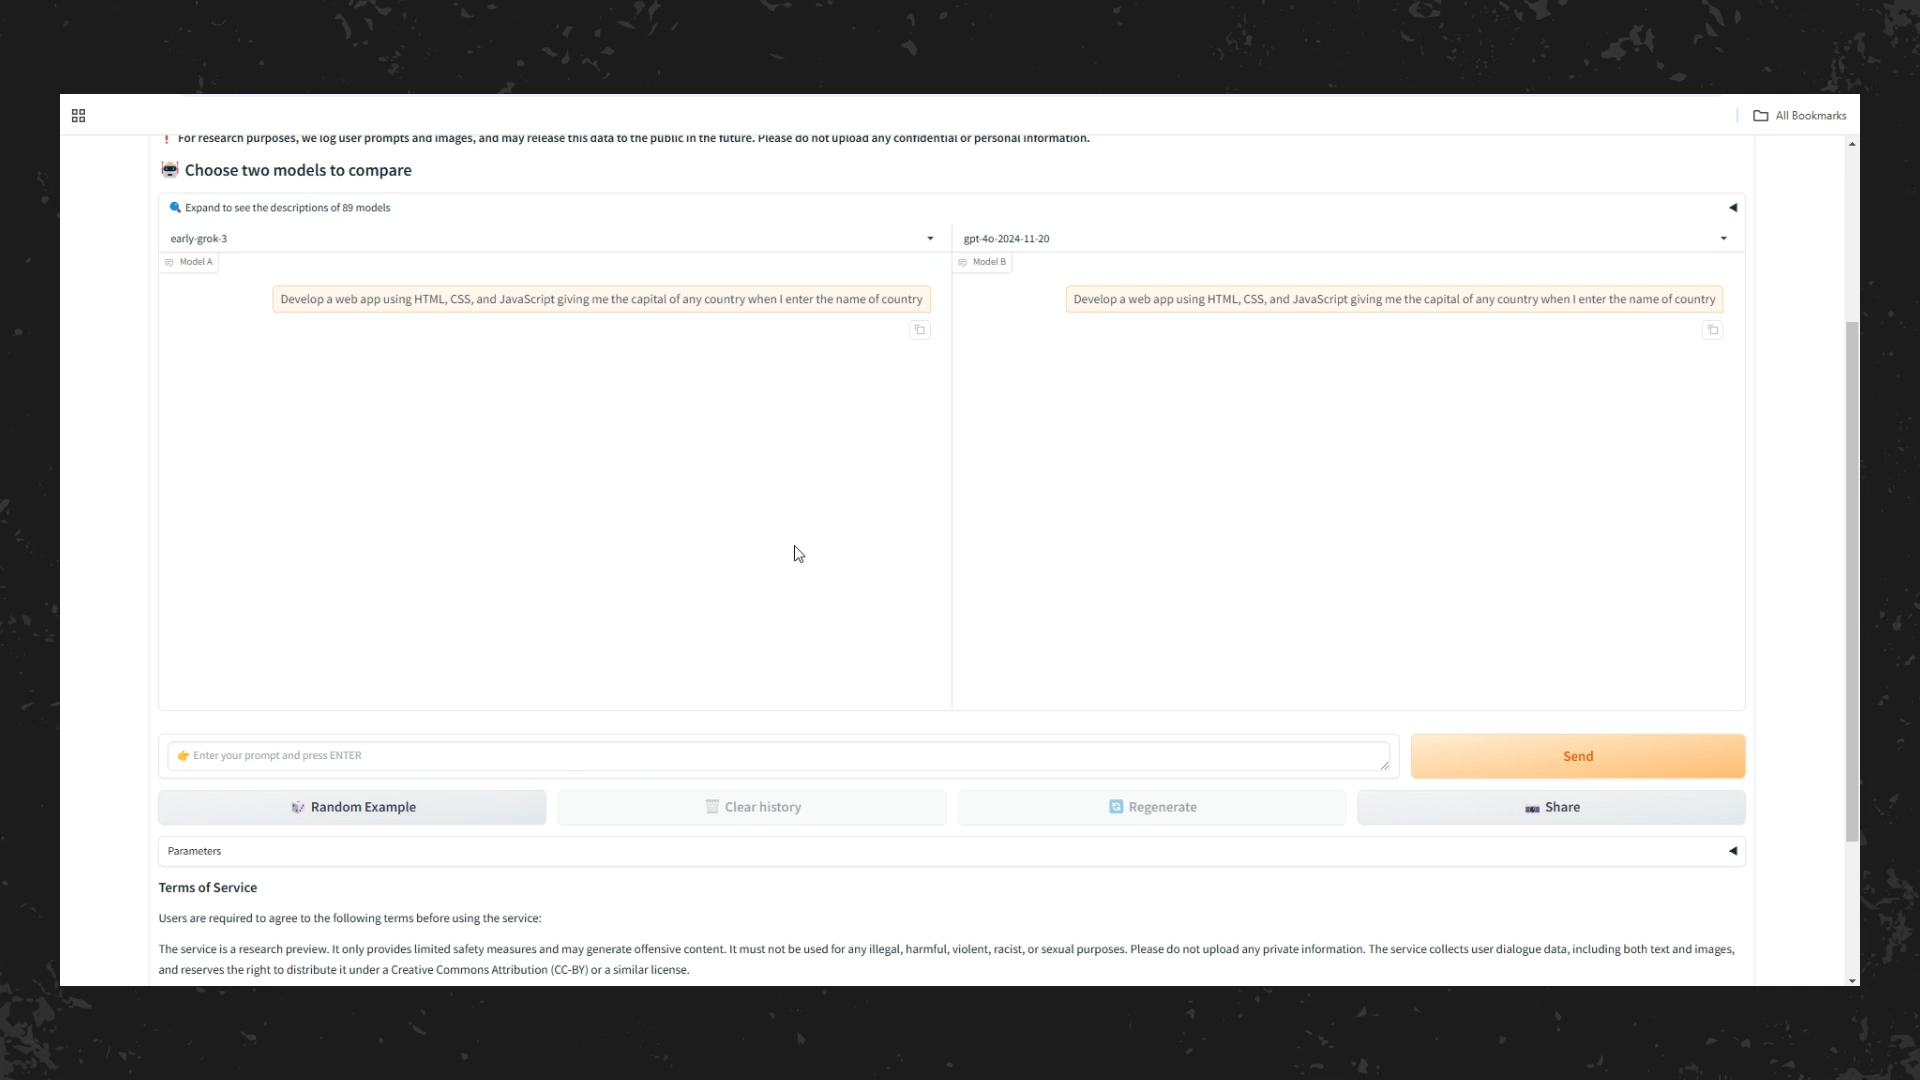 All Bookmarks
For research purposes, we log user prompts and images, and may release this data to the public in the future. Please do not upload any confidential or personal information.
Choose two models to compare
Expand to see the descriptions of 89 models
early-grok-3
gpt-4o-2024-11-20
Model A
Model B
Develop a web app using HTML, CSS, and JavaScript giving me the capital of any country when I enter the name of country
Develop a web app using HTML, CSS, and JavaScript giving me the capital of any country when I enter the name of country
Enter your prompt and press ENTER
Send
Random Example
Clear history
Regenerate
Share
Parameters
Terms of Service
Users are required to agree to the following terms before using the service:
The service is a research preview. It only provides limited safety measures and may generate offensive content. It must not be used for any illegal, harmful, violent, racist, or sexual purposes. Please do not upload any private information. The service collects user dialogue data, including both text and images,
and reserves the right to distribute it under a Creative Commons Attribution (CC-BY) or a similar license.